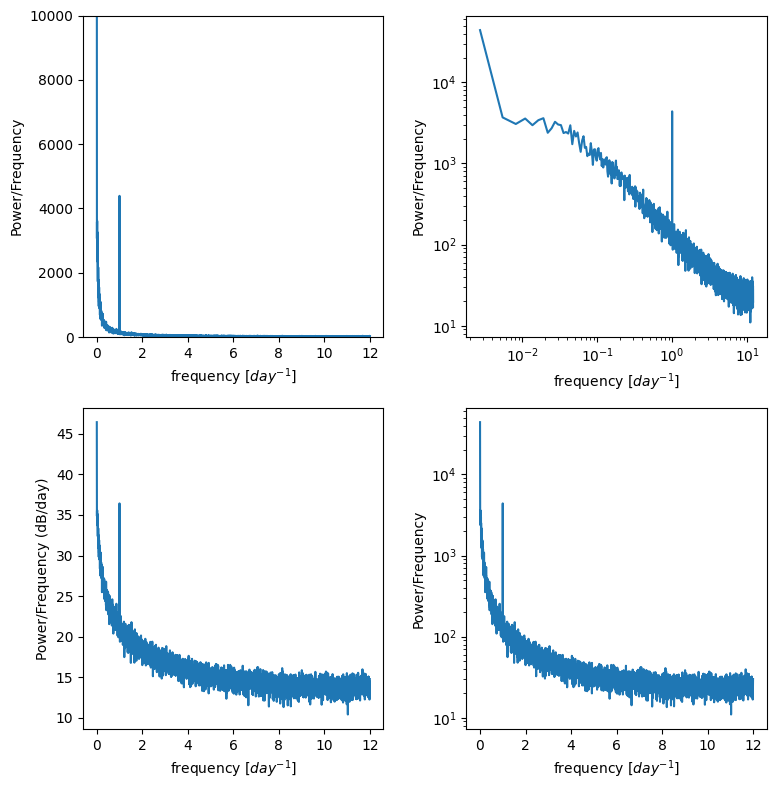 10000
8000
6000
4000
2000
0
Power/Frequency
0 2 4 6 8 10 12
frequency [day⁻¹]
10⁴
10³
10²
10¹
Power/Frequency
10⁻² 10⁻¹ 10⁰ 10¹
frequency [day⁻¹]
45
40
35
30
25
20
15
10
Power/Frequency (dB/day)
0 2 4 6 8 10 12
frequency [day⁻¹]
10⁴
10³
10²
10¹
Power/Frequency
0 2 4 6 8 10 12
frequency [day⁻¹]